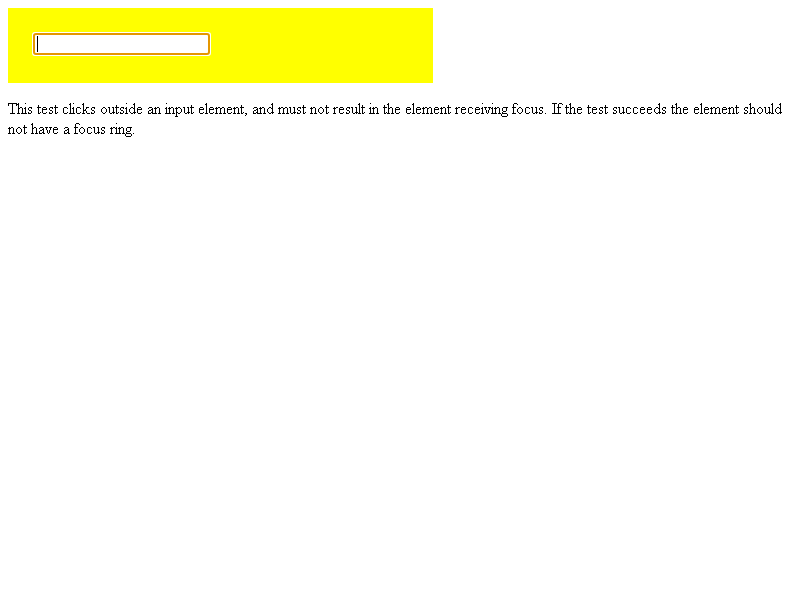 This test clicks outside an input element, and must not result in the element receiving focus. If the test succeeds the element should
not have a focus ring.